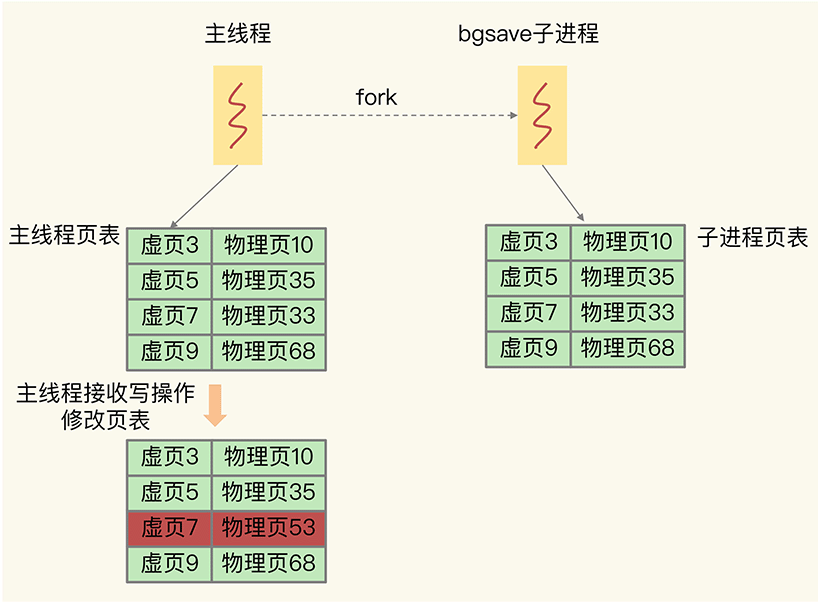 主线程
bgsave子进程
fork
主线程页表
虚页3 物理页10
虚页5 物理页35
虚页7 物理页33
虚页9 物理页68
子进程页表
虚页3 物理页10
虚页5 物理页35
虚页7 物理页33
虚页9 物理页68
主线程接收写操作
修改页表
虚页3 物理页10
虚页5 物理页35
虚页7 物理页53
虚页9 物理页68